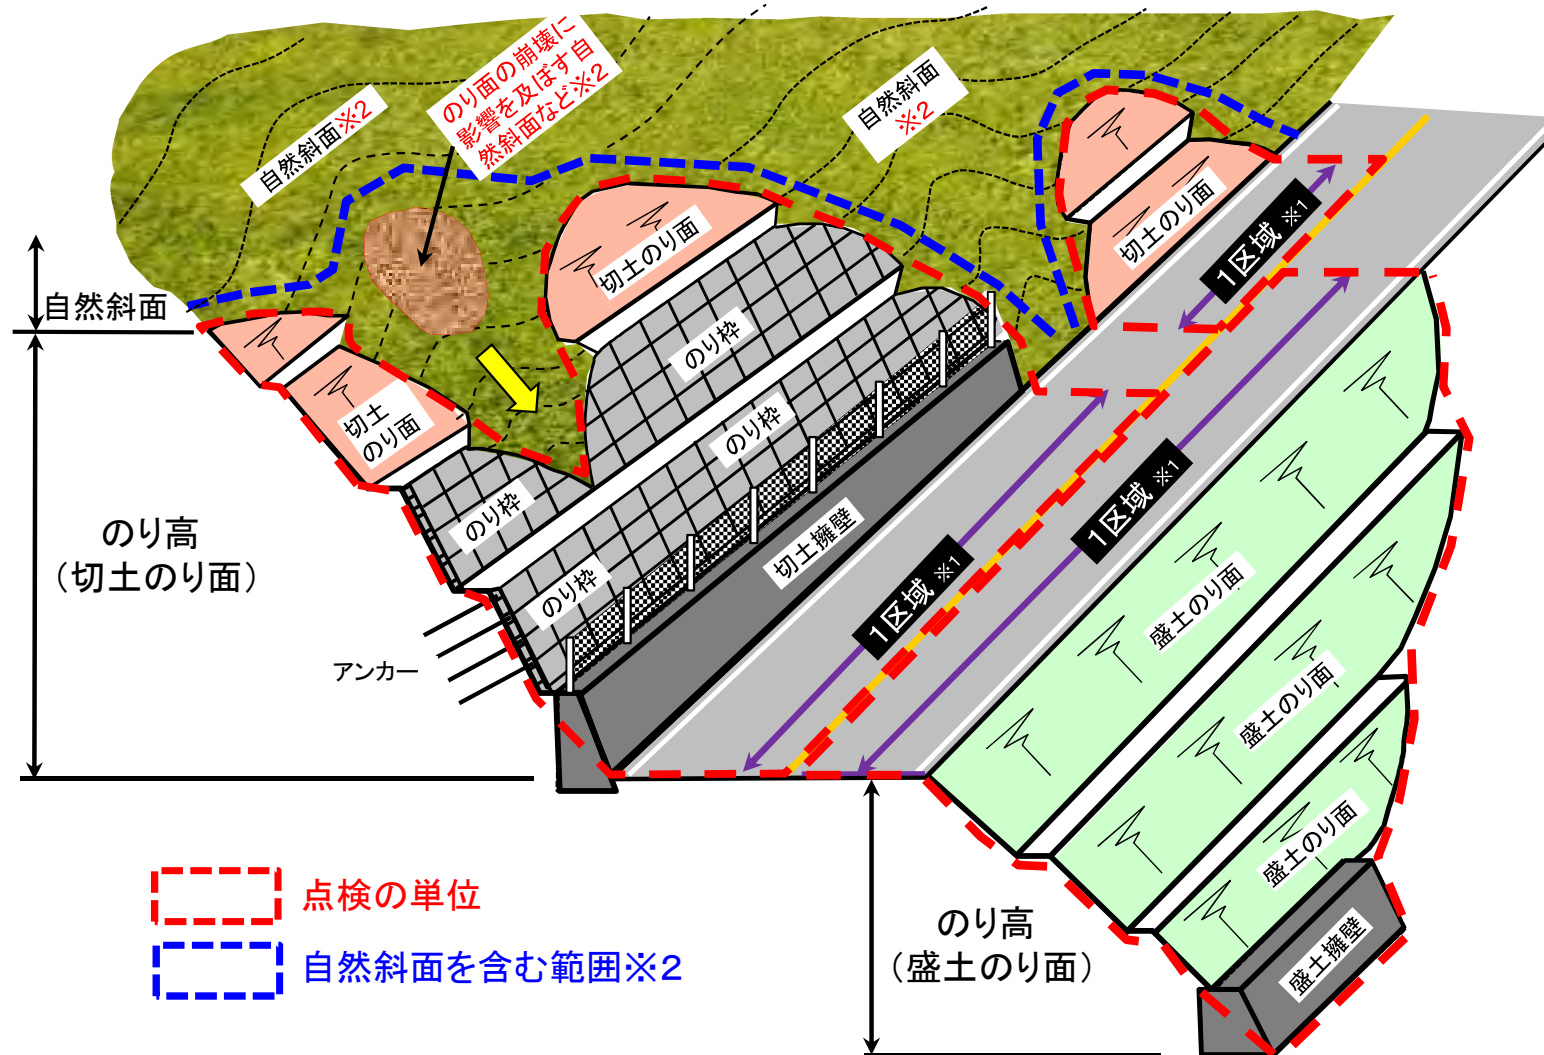 のり面の崩壊に
影響を及ぼす自
然斜面など※2
自然斜面※2
自然斜面
※2
自然斜面
切土のり面
切土のり面
1区域 ※1
のり枠
のり枠
切土
のり面
のり枠
のり枠
切土擁壁
のり高
（切土のり面）
アンカー
1区域 ※1
1区域 ※1
盛土のり面
盛土のり面
盛土のり面
盛土擁壁
のり高
（盛土のり面）
点検の単位
自然斜面を含む範囲※2